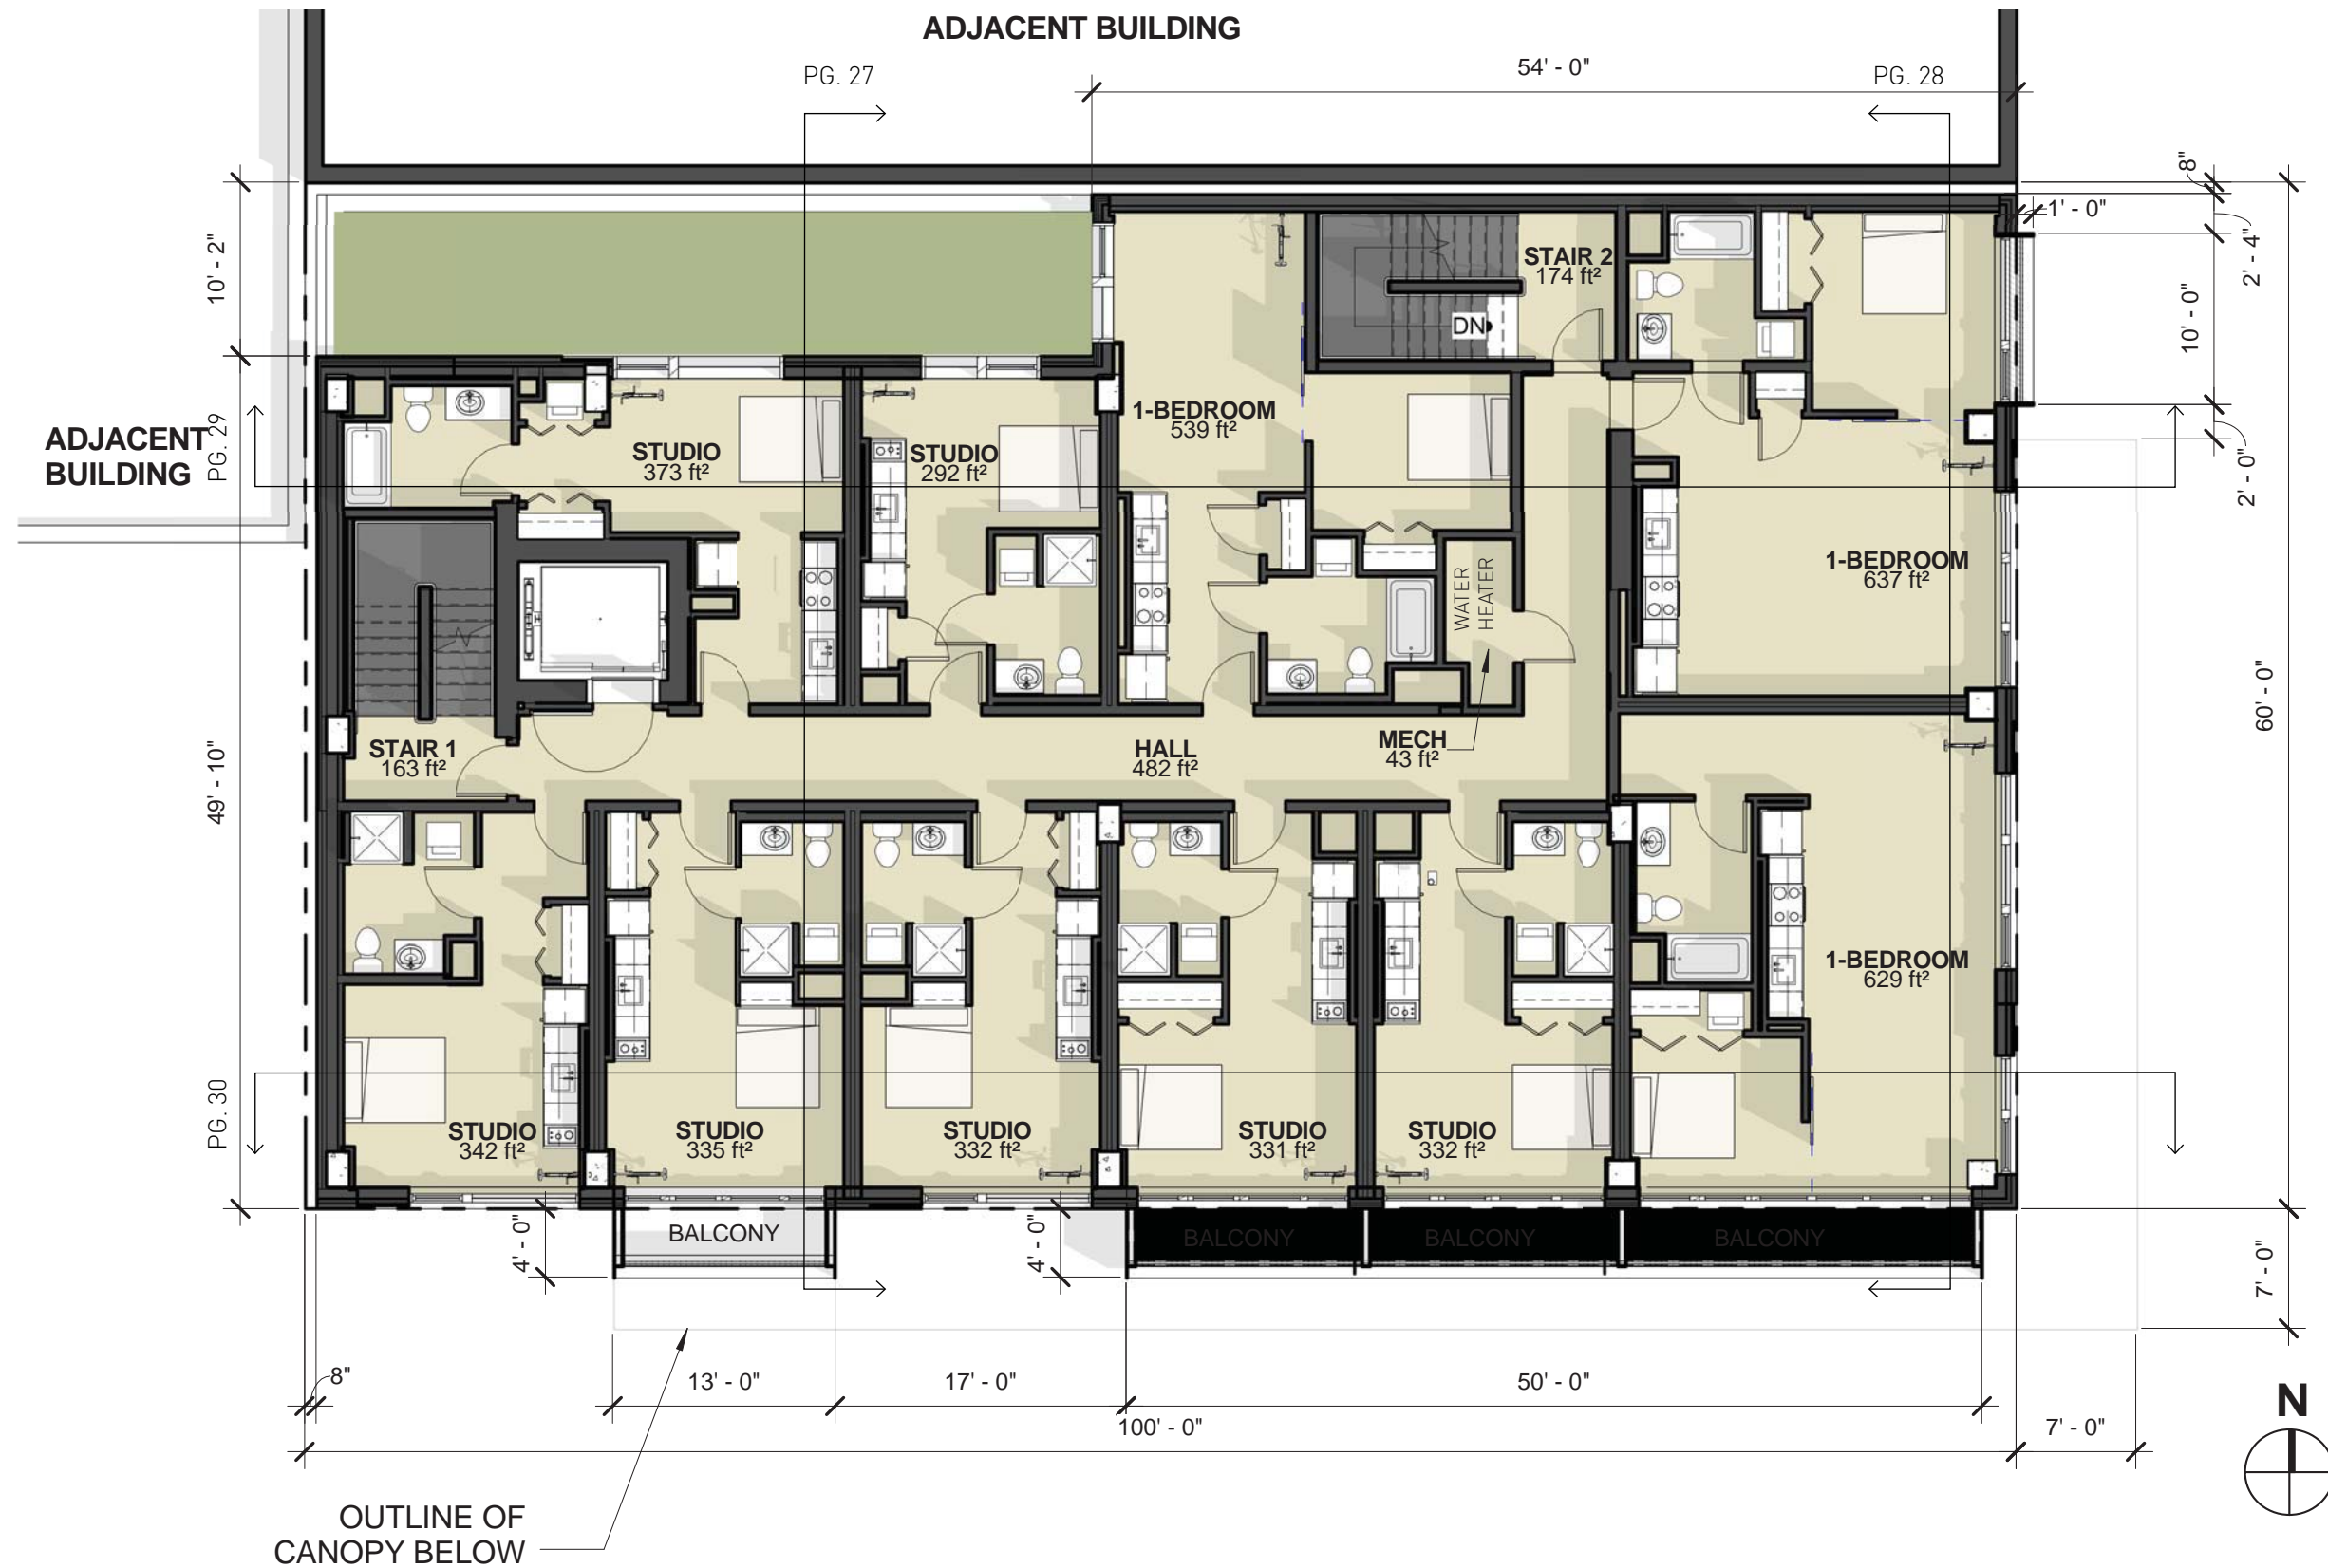 ADJACENT BUILDING
PG. 27
54' - 0"
PG. 28
8"
1' - 0"
2' - 4"
10' - 0"
2' - 0"
10' - 2"
STAIR 2
174 ft²
DN
ADJACENT
BUILDING
PG. 29
1-BEDROOM
539 ft²
STUDIO
373 ft²
STUDIO
292 ft²
1-BEDROOM
637 ft²
WATER
HEATER
60' - 0"
49' - 10"
STAIR 1
163 ft²
HALL
482 ft²
MECH
43 ft²
1-BEDROOM
629 ft²
PG. 30
STUDIO
342 ft²
STUDIO
335 ft²
STUDIO
332 ft²
STUDIO
331 ft²
STUDIO
332 ft²
4' - 0"
BALCONY
4' - 0"
BALCONY
BALCONY
BALCONY
7' - 0"
8"
13' - 0"
17' - 0"
50' - 0"
100' - 0"
7' - 0"
N
OUTLINE OF
CANOPY BELOW